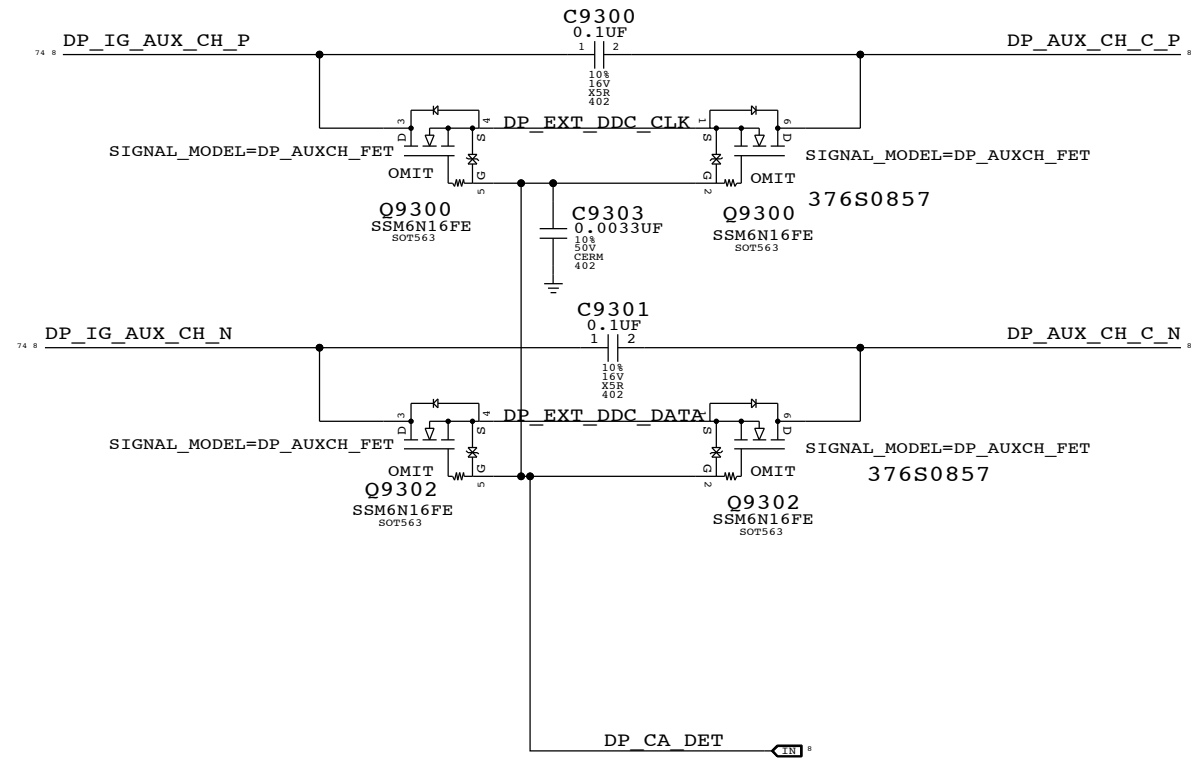 C9300
0.1UF
DP_IG_AUX_CH_P
DP_AUX_CH_C_P
74 8
1 2
8
10%
16V
X5R
402
3 D
4 S
DP_EXT_DDC_CLK
1 S
6 D
SIGNAL_MODEL=DP_AUXCH_FET
SIGNAL_MODEL=DP_AUXCH_FET
OMIT
G 5
G 2
OMIT
376S0857
Q9300
SSM6N16FE
SOT563
C9303
0.0033UF
10%
50V
CERM
402
Q9300
SSM6N16FE
SOT563
C9301
0.1UF
DP_IG_AUX_CH_N
DP_AUX_CH_C_N
74 8
1 2
8
10%
16V
X5R
402
3 D
4 S
DP_EXT_DDC_DATA
1 S
6 D
SIGNAL_MODEL=DP_AUXCH_FET
SIGNAL_MODEL=DP_AUXCH_FET
OMIT
G 5
G 2
OMIT
376S0857
Q9302
SSM6N16FE
SOT563
Q9302
SSM6N16FE
SOT563
DP_CA_DET
IN 8